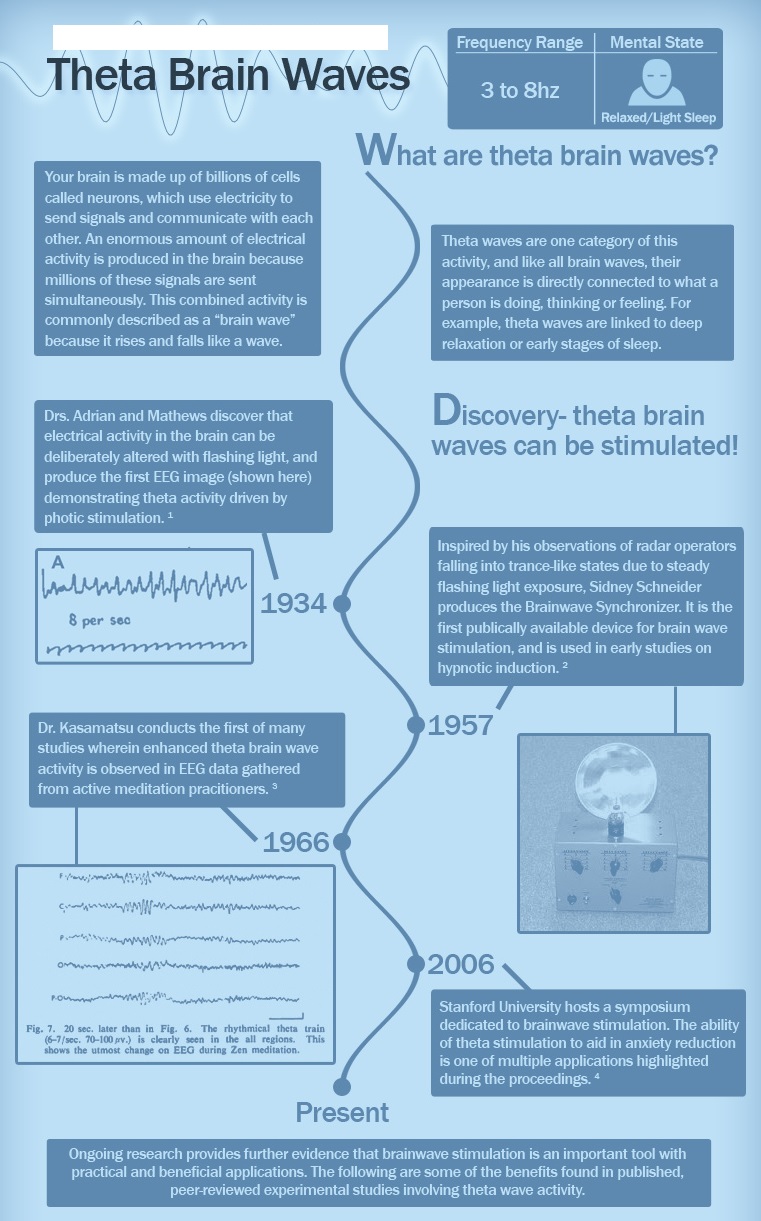 Theta Brain Waves
Frequency Range
Mental State
3 to 8hz
Relaxed/Light Sleep
What are theta brain waves?
Your brain is made up of billions of cells
called neurons, which use electricity to
send signals and communicate with each
other. An enormous amount of electrical
activity is produced in the brain because
millions of these signals are sent
simultaneously. This combined activity is
commonly described as a “brain wave”
because it rises and falls like a wave.
Theta waves are one category of this
activity, and like all brain waves, their
appearance is directly connected to what a
person is doing, thinking or feeling. For
example, theta waves are linked to deep
relaxation or early stages of sleep.
Discovery- theta brain
waves can be stimulated!
Drs. Adrian and Mathews discover that
electrical activity in the brain can be
deliberately altered with flashing light, and
produce the first EEG image (shown here)
demonstrating theta activity driven by
photic stimulation. 1
A
8 per sec
1934
Inspired by his observations of radar operators
falling into trance-like states due to steady
flashing light exposure, Sidney Schneider
produces the Brainwave Synchronizer. It is the
first publically available device for brain wave
stimulation, and is used in early studies on
hypnotic induction. 2
1957
Dr. Kasamatsu conducts the first of many
studies wherein enhanced theta brain wave
activity is observed in EEG data gathered
from active meditation pracitioners. 3
1966
F
C
P
O
Fig. 7. 20 sec. later than in Fig. 6. The rhythmical theta train
(6-7/sec. 70-100 μv.) is clearly seen in the all regions. This
shows the utmost change on EEG during Zen meditation.
2006
Stanford University hosts a symposium
dedicated to brainwave stimulation. The ability
of theta stimulation to aid in anxiety reduction
is one of multiple applications highlighted
during the proceedings. 4
Present
Ongoing research provides further evidence that brainwave stimulation is an important tool with
practical and beneficial applications. The following are some of the benefits found in published,
peer-reviewed experimental studies involving theta wave activity.